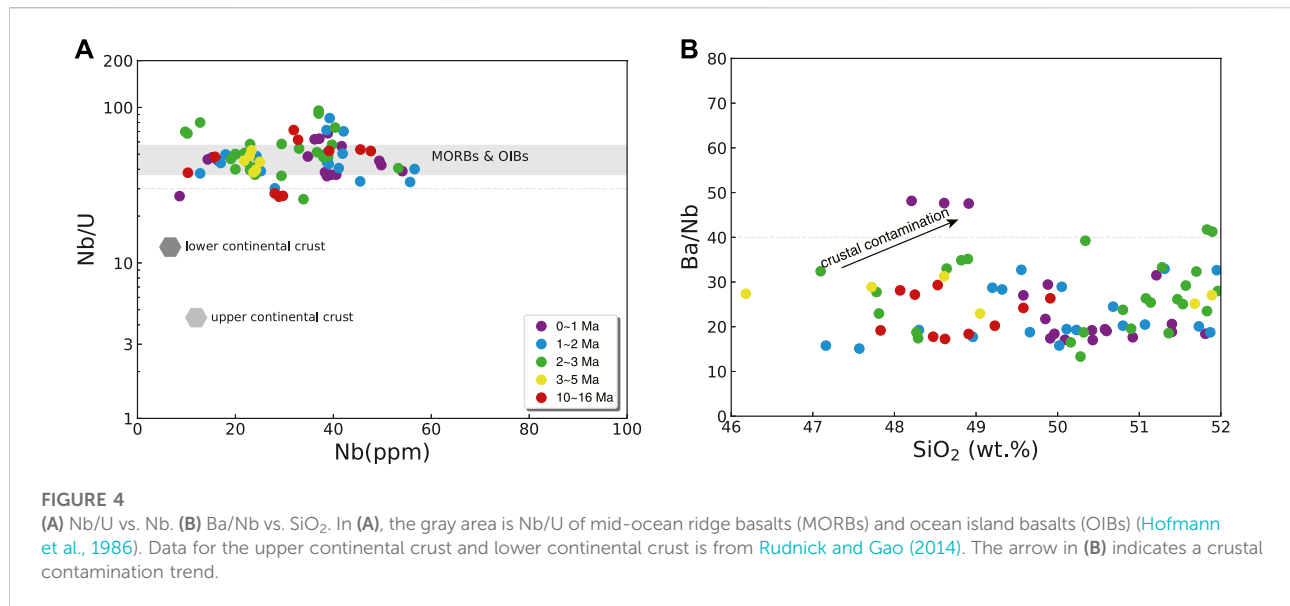 A
B
200
100
10
3
1
Nb/U
MORBs & OIBs
lower continental crust
upper continental crust
0~1 Ma
1~2 Ma
2~3 Ma
3~5 Ma
10~16 Ma
0 20 40 60 80 100
Nb(ppm)
80
70
60
50
40
30
20
10
0
Ba/Nb
crustal contamination
46 47 48 49 50 51 52
SiO₂ (wt.%)
FIGURE 4
(A) Nb/U vs. Nb. (B) Ba/Nb vs. SiO₂. In (A), the gray area is Nb/U of mid-ocean ridge basalts (MORBs) and ocean island basalts (OIBs) (Hofmann
et al., 1986). Data for the upper continental crust and lower continental crust is from Rudnick and Gao (2014). The arrow in (B) indicates a crustal
contamination trend.